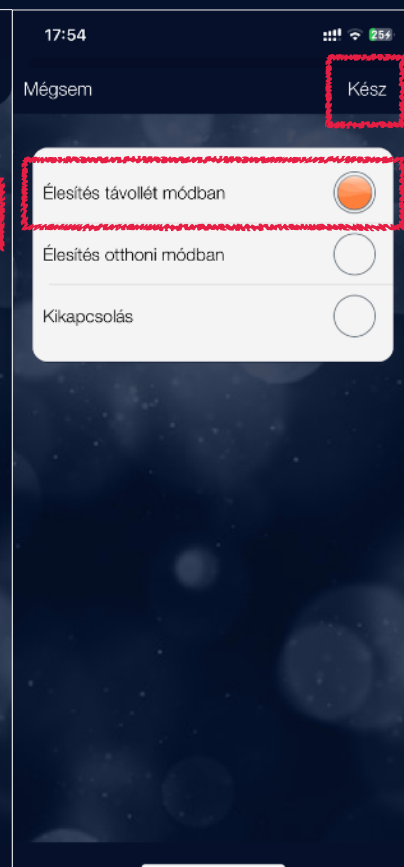 17:54
25
Mégsem
Kész
Élesítés távollét módban
Élesítés otthoni módban
Kikapcsolás